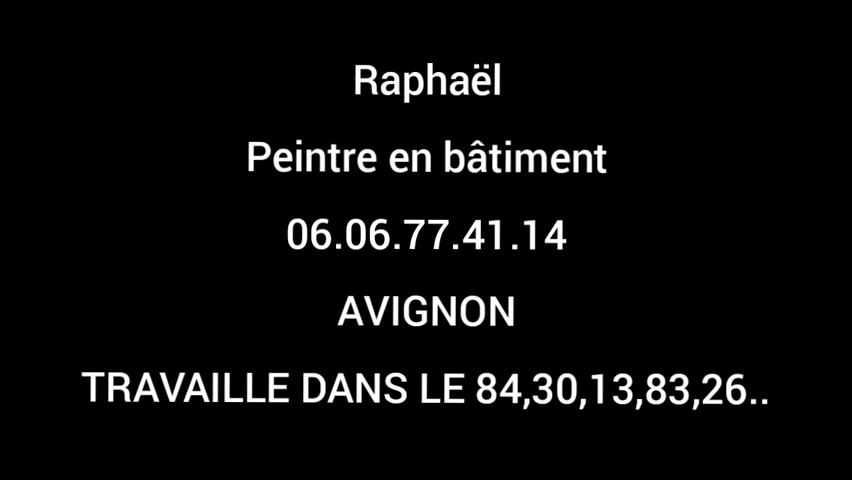 Raphaël
Peintre en bâtiment
06.06.77.41.14
AVIGNON
TRAVAILLE DANS LE 84,30,13,83,26..